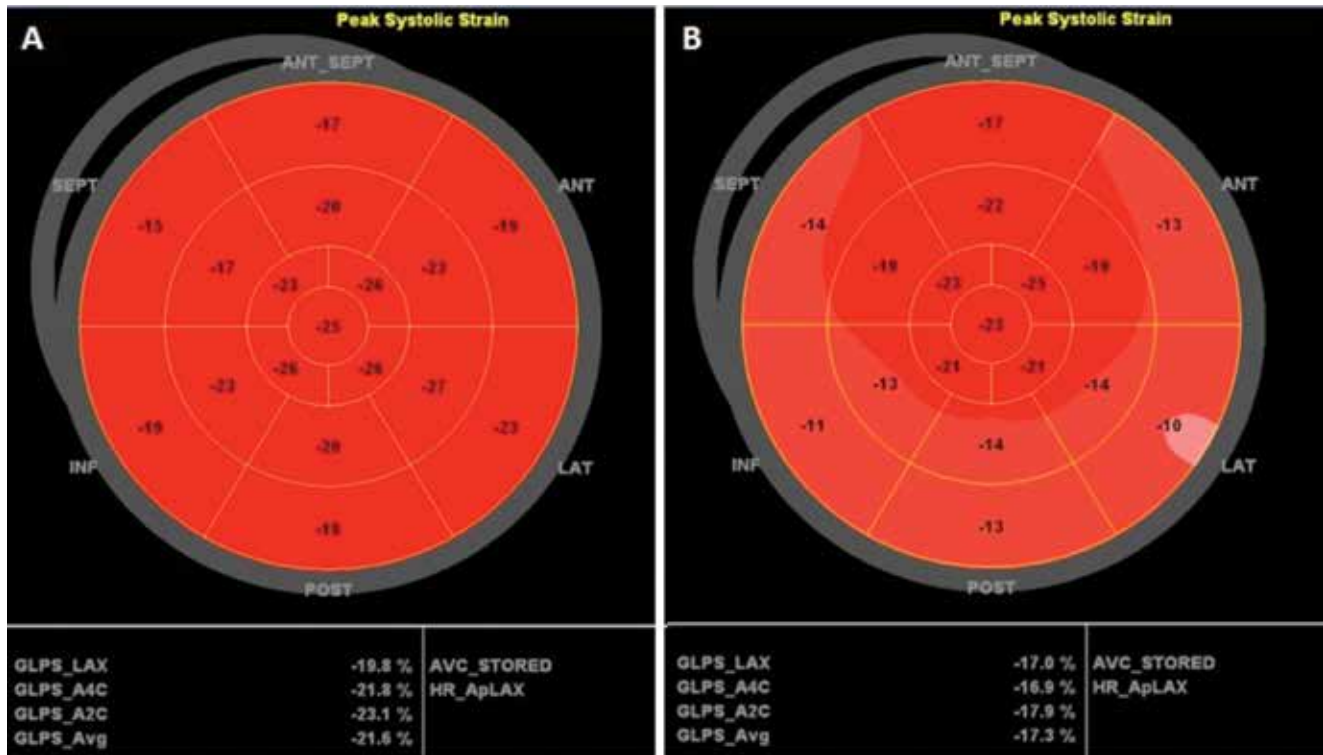 A
Peak Systolic Strain
ANT_SEPT
-17
SEPT
ANT
-20
-15
-19
-17
-23
-23
-26
-25
-26
-26
-23
-27
-19
-23
INF
LAT
-20
POST
GLPS_LAX -19.8 % AVC_STORED
GLPS_A4C -21.8 % HR_ApLAX
GLPS_A2C -23.1 %
GLPS_Avg -21.6 %
B
Peak Systolic Strain
ANT_SEPT
-17
SEPT
ANT
-22
-14
-13
-19
-19
-23
-25
-23
-21
-21
-13
-14
-11
-10
INF
LAT
-14
-13
POST
GLPS_LAX -17.0 % AVC_STORED
GLPS_A4C -16.9 % HR_ApLAX
GLPS_A2C -17.9 %
GLPS_Avg -17.3 %